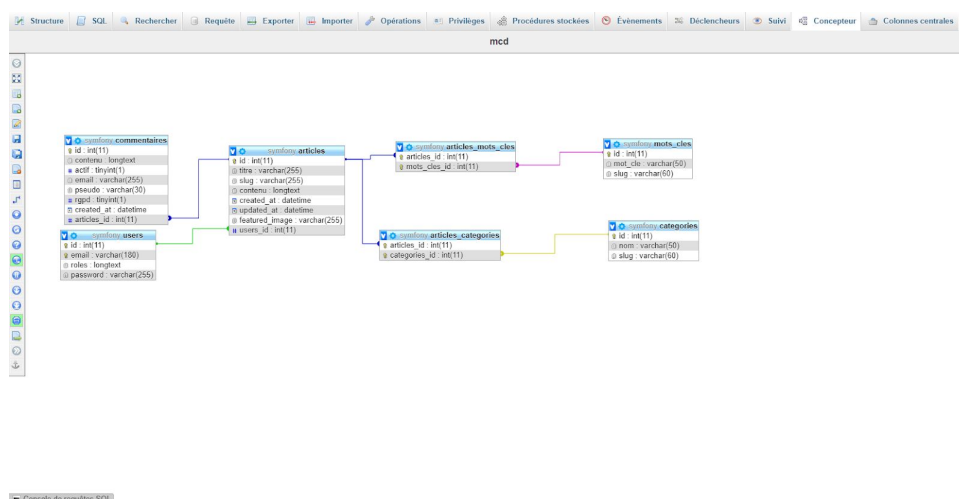 Structure SQL Rechercher Requête Exporter Importer Opérations Privilèges Procédures stockées Évènements Déclencheurs Suivi Concepteur Colonnes centrales
mcd
symfony commentaires
id : int(11)
contenu : longtext
actif : tinyint(1)
email : varchar(255)
pseudo : varchar(30)
rgpd : tinyint(1)
created_at : datetime
articles_id : int(11)
symfony users
id : int(11)
email : varchar(180)
roles : longtext
password : varchar(255)
symfony articles
id : int(11)
titre : varchar(255)
slug : varchar(255)
contenu : longtext
created_at : datetime
updated_at : datetime
featured_image : varchar(255)
users_id : int(11)
symfony articles_mots_cles
articles_id : int(11)
mots_cles_id : int(11)
symfony articles_categories
articles_id : int(11)
categories_id : int(11)
symfony mots_cles
id : int(11)
mot_cle : varchar(50)
slug : varchar(60)
symfony categories
id : int(11)
nom : varchar(50)
slug : varchar(60)
Console de requêtes SQL